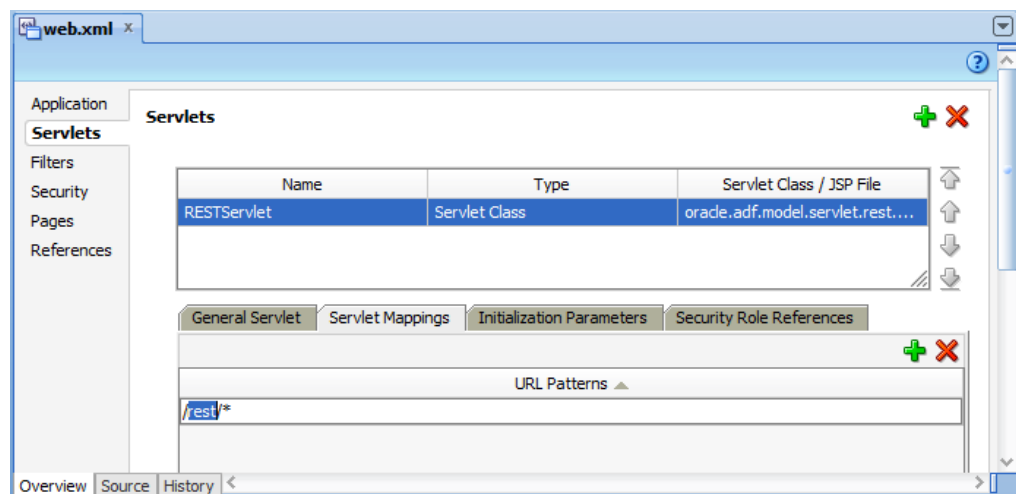 web.xml
Application
Servlets
Filters
Security
Pages
References
Servlets
Name Type Servlet Class / JSP File
RESTServlet Servlet Class oracle.adf.model.servlet.rest....
General Servlet Servlet Mappings Initialization Parameters Security Role References
URL Patterns
/rest/*
Overview Source History